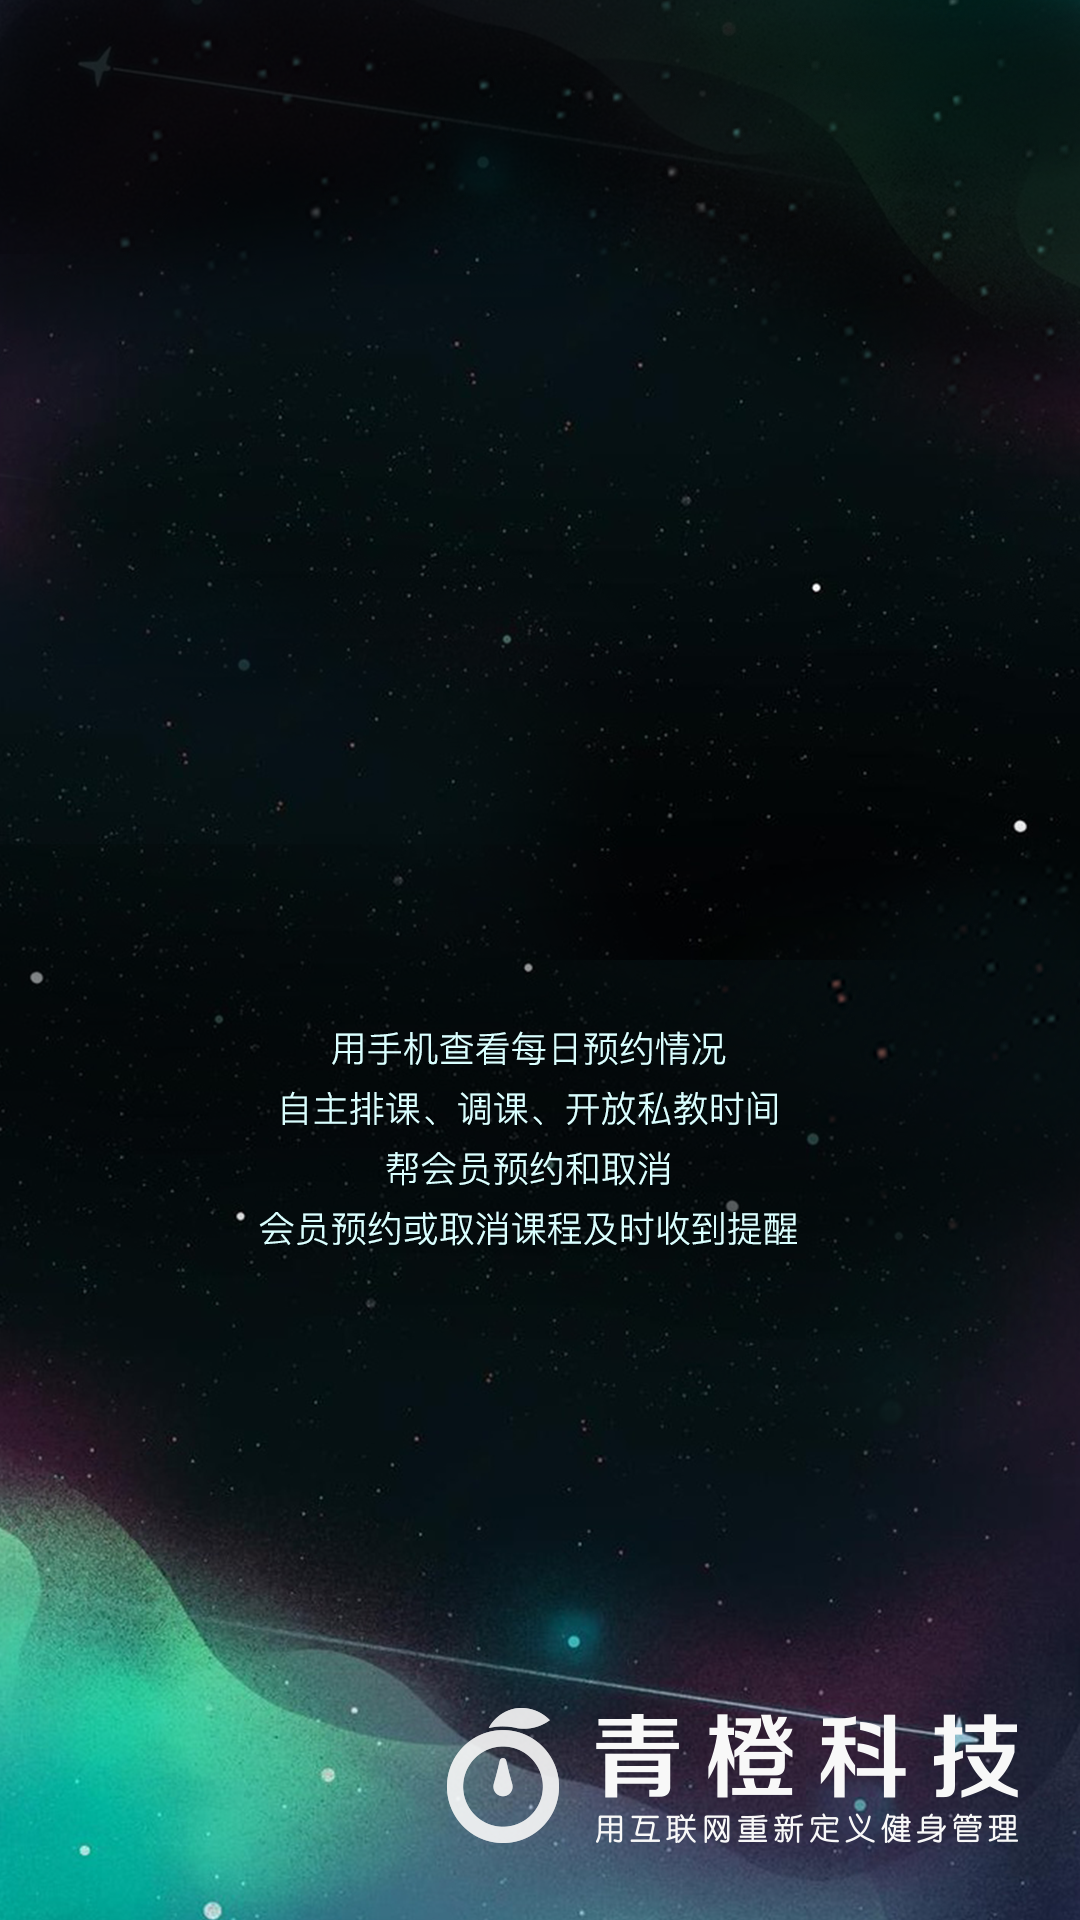 用手机查看每日预约情况
自主排课、调课、开放私教时间
帮会员预约和取消
会员预约或取消课程及时收到提醒
青橙科技
用互联网重新定义健身管理